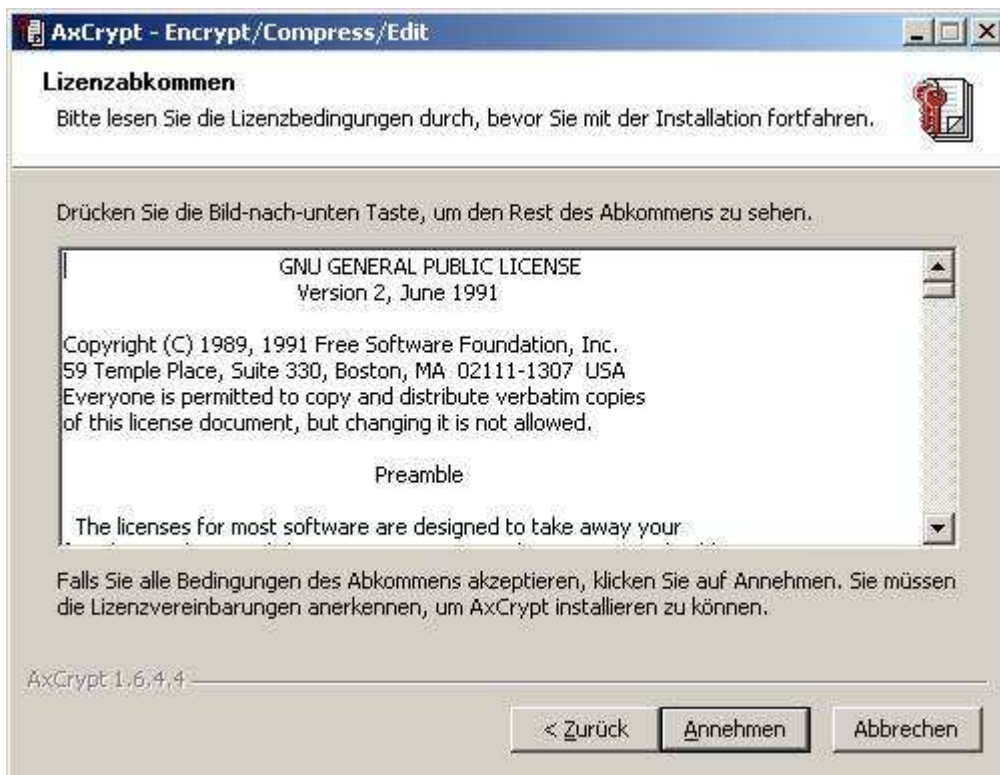 AxCrypt - Encrypt/Compress/Edit
Lizenzabkommen
Bitte lesen Sie die Lizenzbedingungen durch, bevor Sie mit der Installation fortfahren.
Drücken Sie die Bild-nach-unten Taste, um den Rest des Abkommens zu sehen.
GNU GENERAL PUBLIC LICENSE
Version 2, June 1991
Copyright (C) 1989, 1991 Free Software Foundation, Inc.
59 Temple Place, Suite 330, Boston, MA 02111-1307 USA
Everyone is permitted to copy and distribute verbatim copies
of this license document, but changing it is not allowed.
Preamble
The licenses for most software are designed to take away your
Falls Sie alle Bedingungen des Abkommens akzeptieren, klicken Sie auf Annehmen. Sie müssen
die Lizenzvereinbarungen anerkennen, um AxCrypt installieren zu können.
AxCrypt 1.6.4.4
< Zurück Annehmen Abbrechen